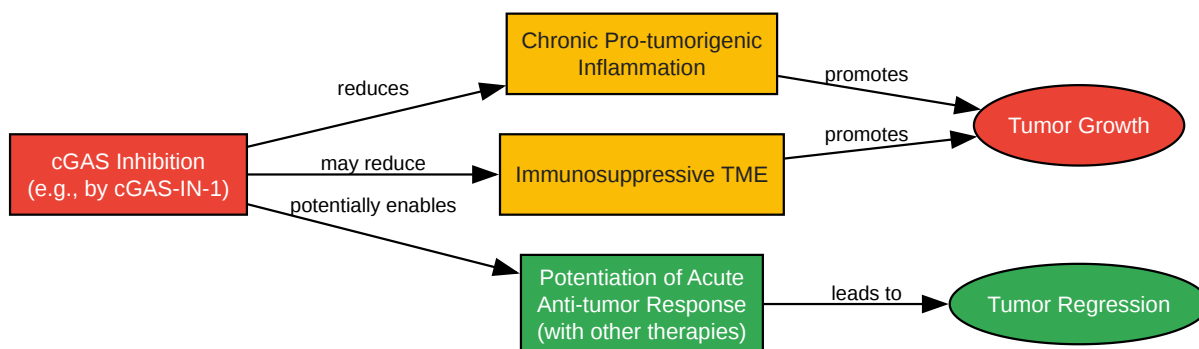 cGAS Inhibition
(e.g., by cGAS-IN-1)
reduces
may reduce
potentially enables
Chronic Pro-tumorigenic
Inflammation
Immunosuppressive TME
Potentiation of Acute
Anti-tumor Response
(with other therapies)
promotes
promotes
leads to
Tumor Growth
Tumor Regression